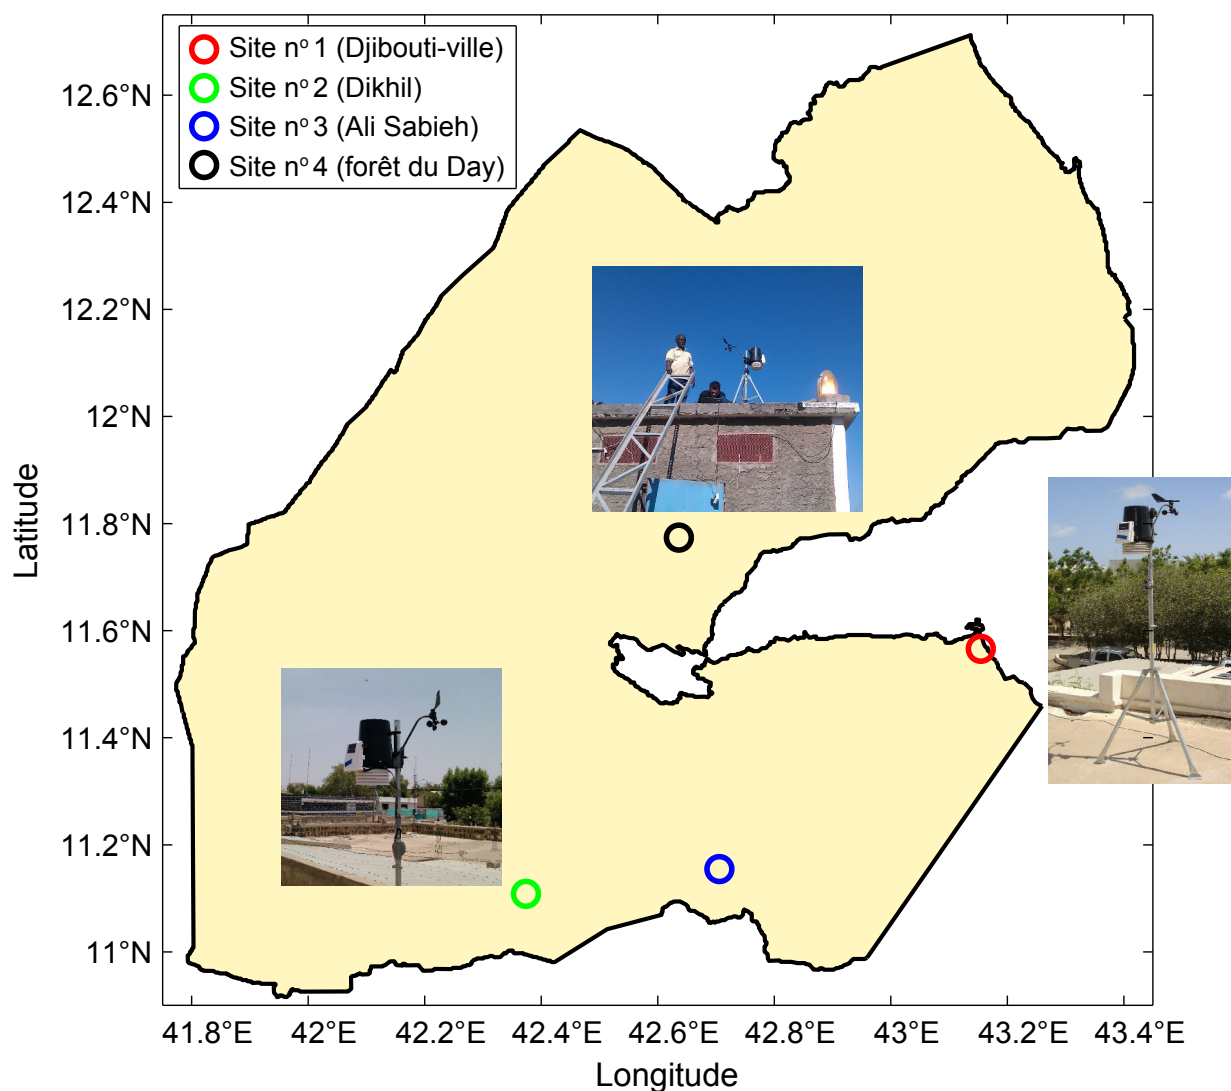 Site nº 1 (Djibouti-ville)
Site nº 2 (Dikhil)
Site nº 3 (Ali Sabieh)
Site nº 4 (forêt du Day)
12.6°N
12.4°N
12.2°N
12°N
11.8°N
11.6°N
11.4°N
11.2°N
11°N
Latitude
41.8°E 42°E 42.2°E 42.4°E 42.6°E 42.8°E 43°E 43.2°E 43.4°E
Longitude